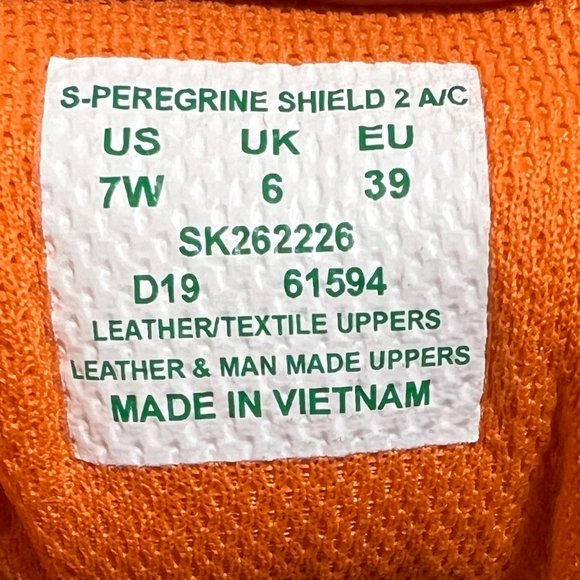 S-PEREGRINE SHIELD 2 A/C
US UK EU
7W 6 39
SK262226
D19 61594
LEATHER/TEXTILE UPPERS
LEATHER & MAN MADE UPPERS
MADE IN VIETNAM